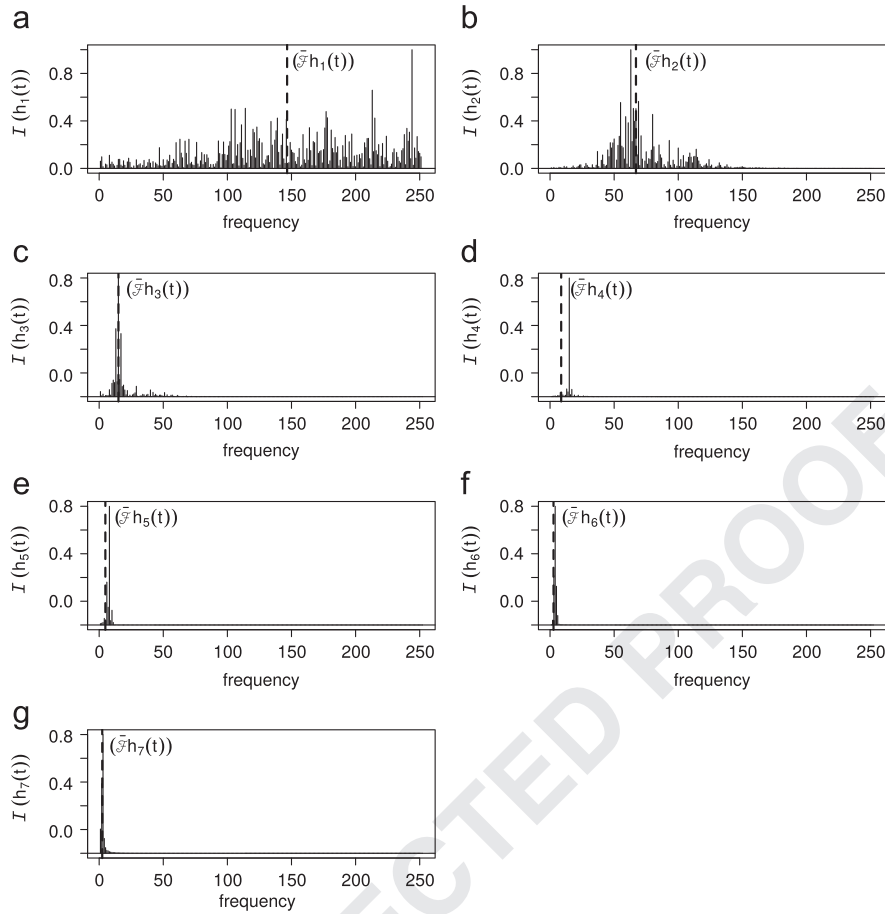 a
I (h1(t))
0.8
0.4
0.0
(ℱ̄h1(t))
0 50 100 150 200 250
frequency
b
I (h2(t))
0.8
0.4
0.0
(ℱ̄h2(t))
0 50 100 150 200 250
frequency
c
I (h3(t))
0.8
0.4
0.0
(ℱ̄h3(t))
0 50 100 150 200 250
frequency
d
I (h4(t))
0.8
0.4
0.0
(ℱ̄h4(t))
0 50 100 150 200 250
frequency
e
I (h5(t))
0.8
0.4
0.0
(ℱ̄h5(t))
0 50 100 150 200 250
frequency
f
I (h6(t))
0.8
0.4
0.0
(ℱ̄h6(t))
0 50 100 150 200 250
frequency
g
I (h7(t))
0.8
0.4
0.0
(ℱ̄h7(t))
0 50 100 150 200 250
frequency
ECTED PROOF